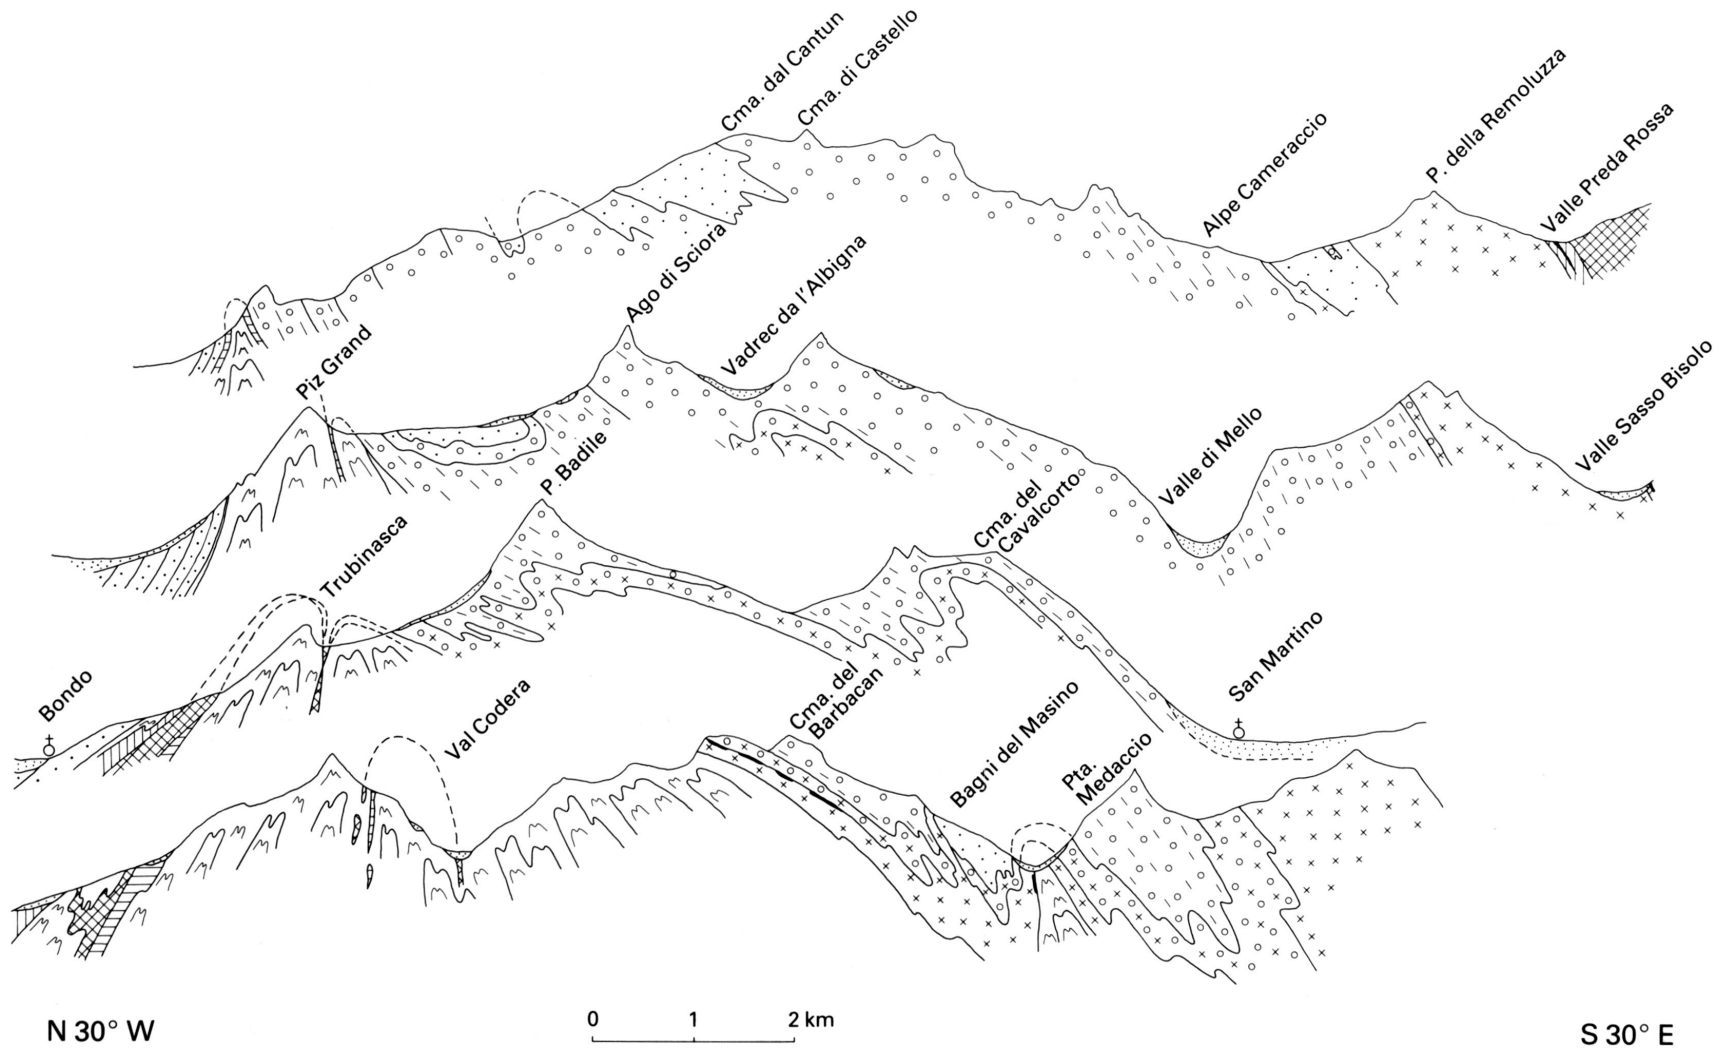 Cma. dal Cantun
Cma. di Castello
Alpe Cameraccio
P. della Remoluzza
Valle Preda Rossa
Piz Grand
Ago di Sciora
Vadrec da l'Albigna
Valle di Mello
Valle Sasso Bisolo
Trubinasca
P. Badile
Cma. del
Cavalcorto
San Martino
Bondo
Val Codera
Cma. del
Barbacan
Bagni del Masino
Pta.
Medaccio
N 30° W
0 1 2 km
S 30° E